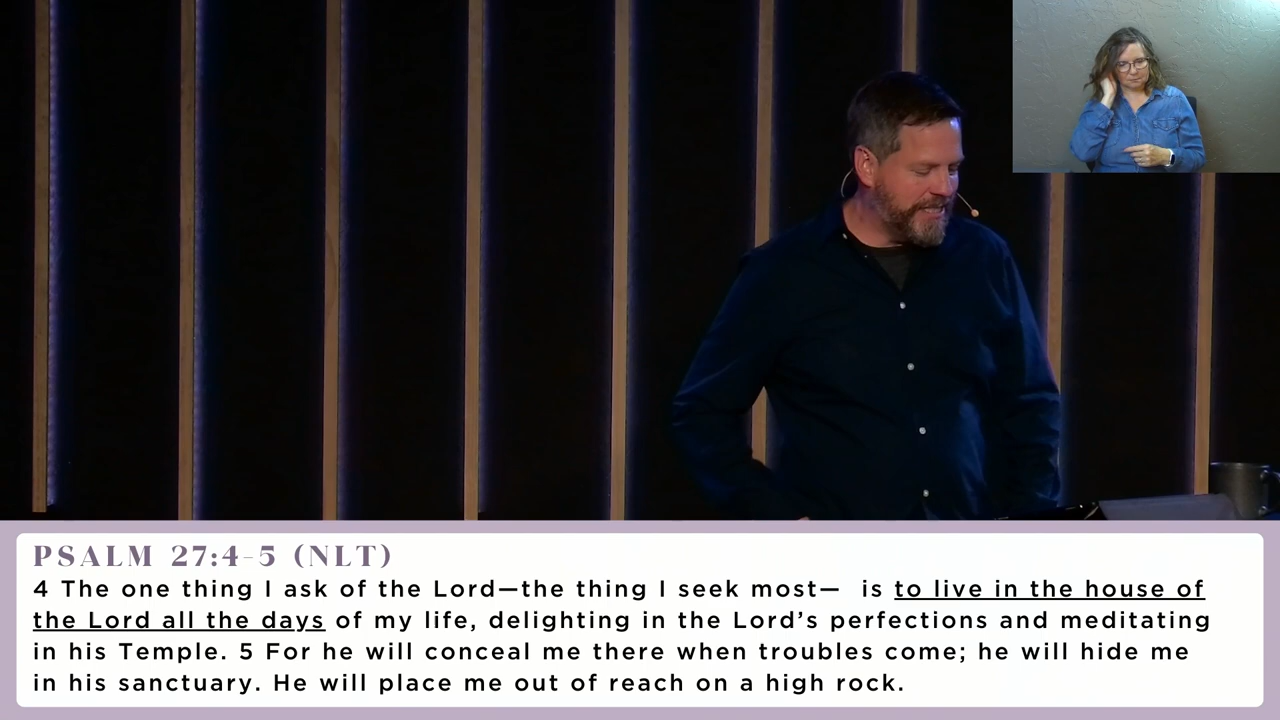 PSALM 27:4-5 (NLT)
4 The one thing I ask of the Lord—the thing I seek most— is to live in the house of
the Lord all the days of my life, delighting in the Lord’s perfections and meditating
in his Temple. 5 For he will conceal me there when troubles come; he will hide me
in his sanctuary. He will place me out of reach on a high rock.